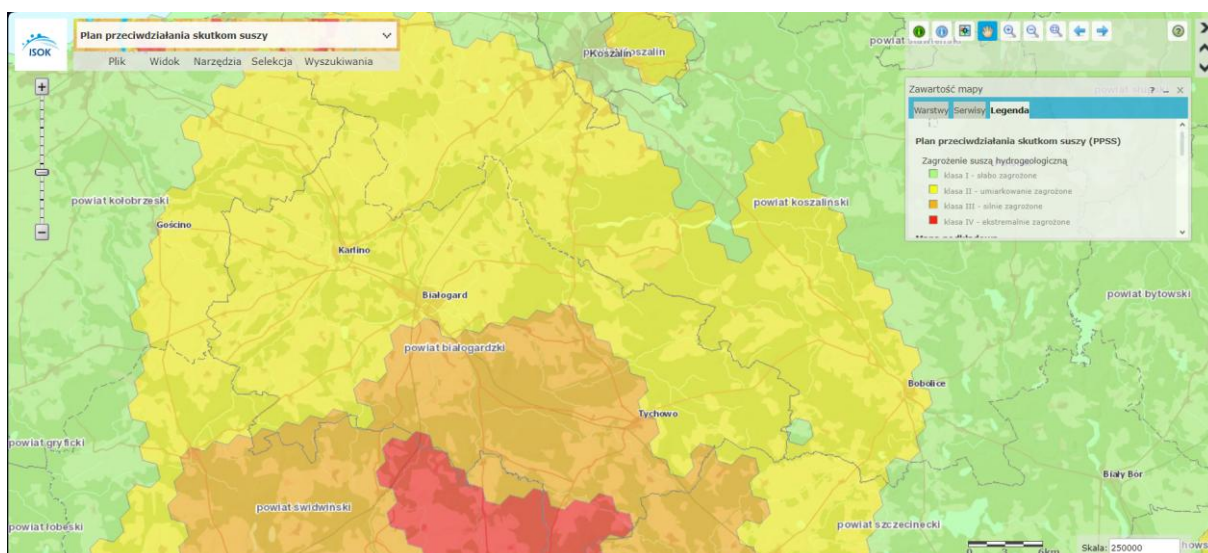 ISOK
Plan przeciwdziałania skutkom suszy
Plik Widok Narzędzia Selekcja Wyszukiwania
Koszalin
Zawartość mapy
Warstwy Serwisy Legenda
Plan przeciwdziałania skutkom suszy (PPSS)
Zagrożenie suszą hydrogeologiczną
klasa I - słabo zagrożone
klasa II - umiarkowanie zagrożone
klasa III - silnie zagrożone
klasa IV - ekstremalnie zagrożone
powiat kołobrzeski
powiat koszaliński
Gościno
Karlino
Białogard
powiat bytowski
powiat białogardzki
Bobolice
Tychowo
powiat gryficki
Biały Bór
powiat świdwiński
powiat łobeski
powiat szczecinecki
0 3 6km
Skala: 250000